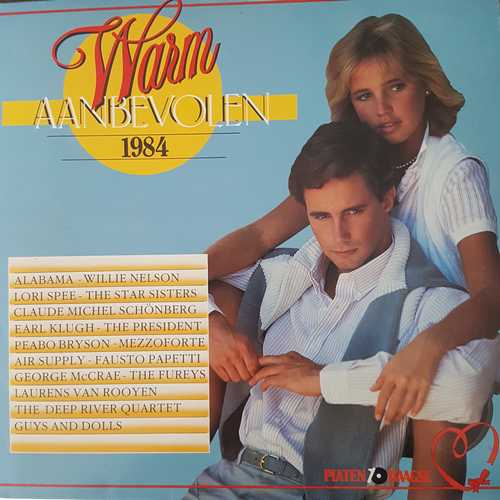 Warm
AANBEVOLEN
1984
ALABAMA - WILLIE NELSON
LORI SPEE - THE STAR SISTERS
CLAUDE MICHEL SCHÖNBERG
EARL KLUGH - THE PRESIDENT
PEABO BRYSON - MEZZOFORTE
AIR SUPPLY - FAUSTO PAPETTI
GEORGE McCRAE - THE FUREYS
LAURENS VAN ROOYEN
THE DEEP RIVER QUARTET
GUYS AND DOLLS
PLATEN 10 DAAGSE